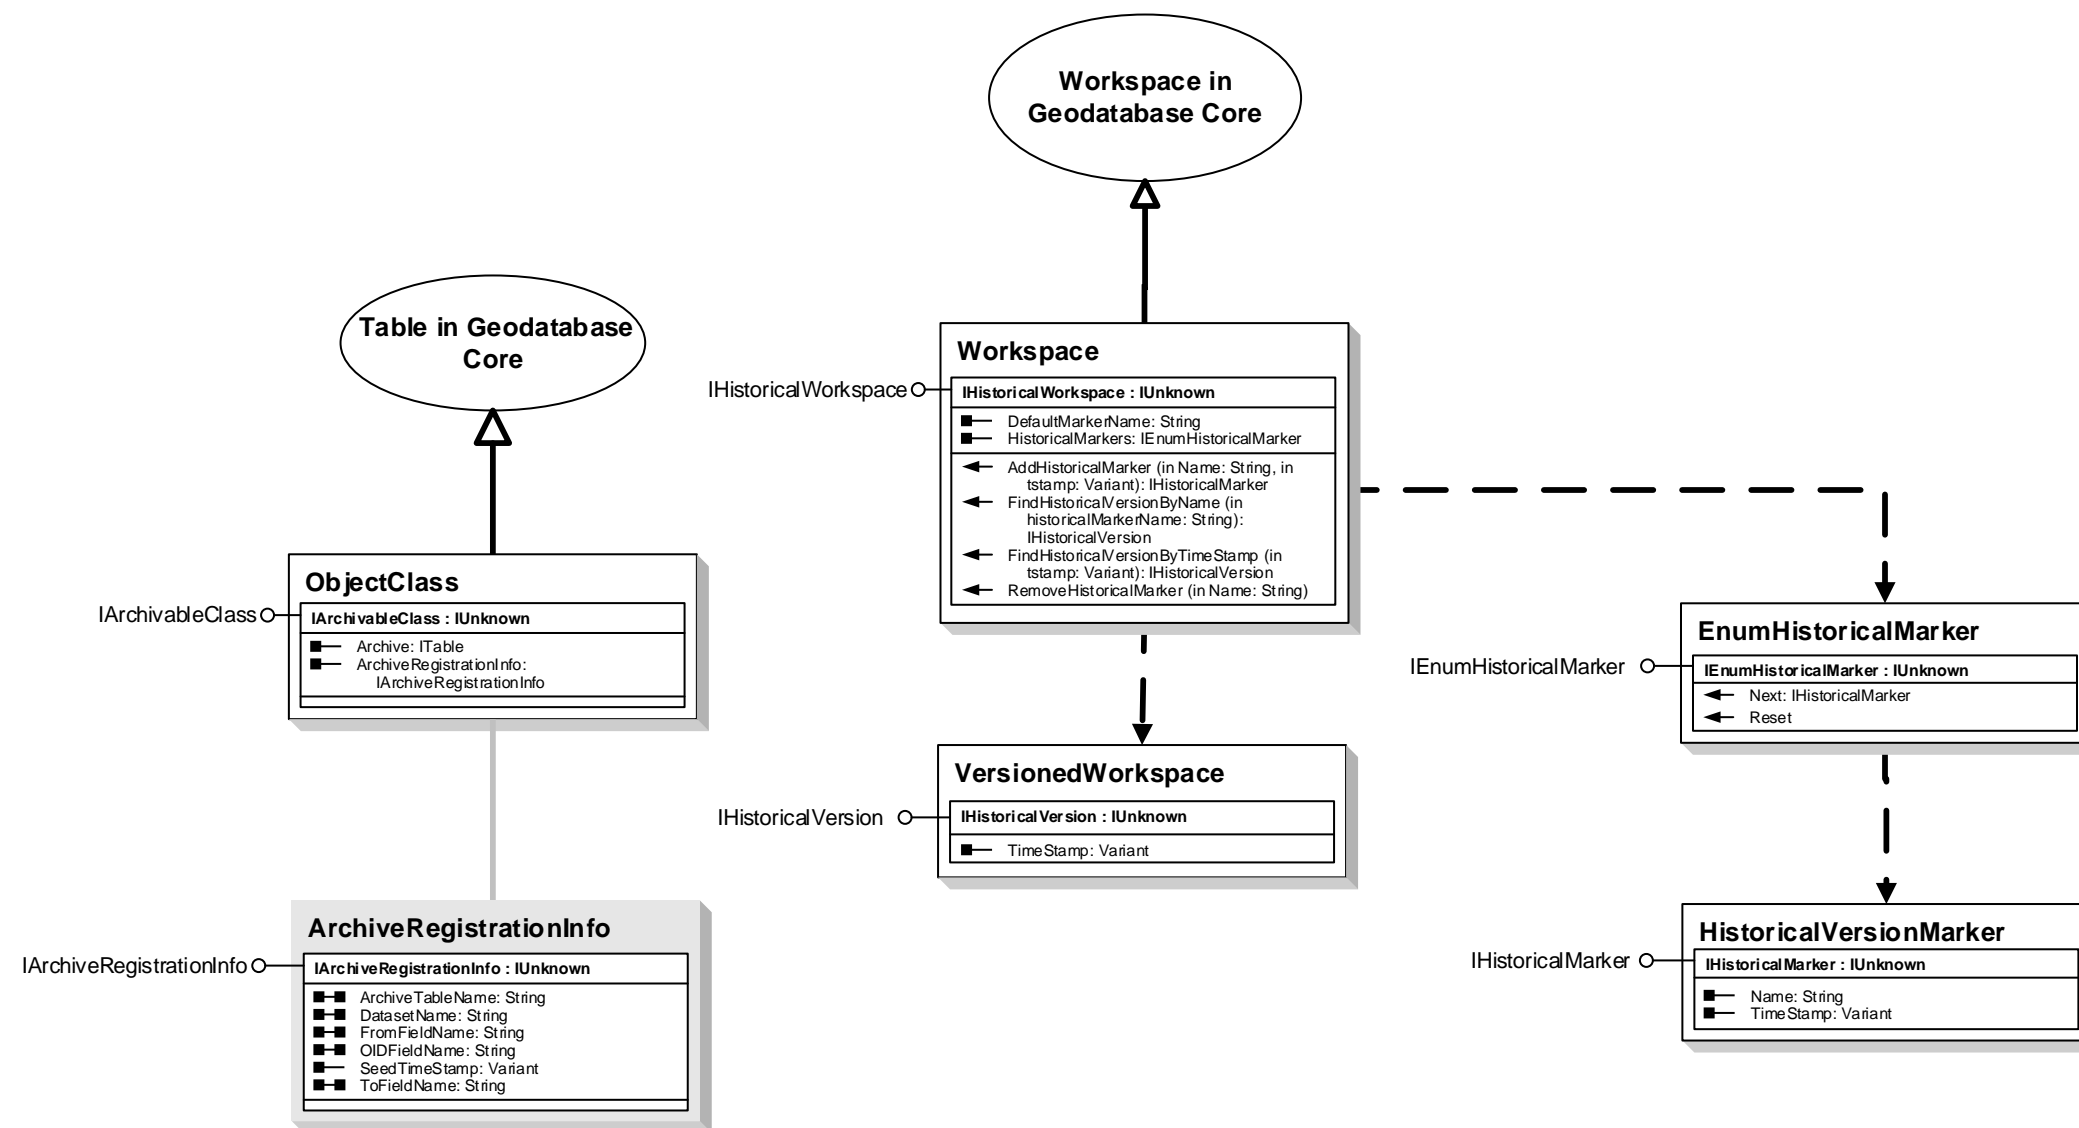 Workspace in
Geodatabase Core
Table in Geodatabase
Core
Workspace
IHistoricalWorkspace
IHistoricalWorkspace : IUnknown
DefaultMarkerName: String
HistoricalMarkers: IEnumHistoricalMarker
AddHistoricalMarker (in Name: String, in
tstamp: Variant): IHistoricalMarker
FindHistoricalVersionByName (in
historicalMarkerName: String):
IHistoricalVersion
FindHistoricalVersionByTimeStamp (in
tstamp: Variant): IHistoricalVersion
RemoveHistoricalMarker (in Name: String)
ObjectClass
IArchivableClass
IArchivableClass : IUnknown
Archive: ITable
ArchiveRegistrationInfo:
IArchiveRegistrationInfo
EnumHistoricalMarker
IEnumHistoricalMarker
IEnumHistoricalMarker : IUnknown
Next: IHistoricalMarker
Reset
VersionedWorkspace
IHistoricalVersion
IHistoricalVersion : IUnknown
TimeStamp: Variant
ArchiveRegistrationInfo
IArchiveRegistrationInfo
IArchiveRegistrationInfo : IUnknown
ArchiveTableName: String
DatasetName: String
FromFieldName: String
OIDFieldName: String
SeedTimeStamp: Variant
ToFieldName: String
HistoricalVersionMarker
IHistoricalMarker
IHistoricalMarker : IUnknown
Name: String
TimeStamp: Variant